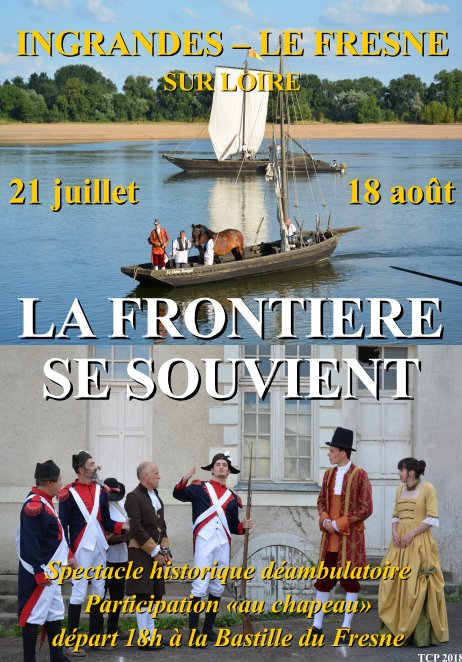 INGRANDES – LE FRESNE
SUR LOIRE
21 juillet 18 août
LA FRONTIERE
SE SOUVIENT
Spectacle historique déambulatoire
Participation «au chapeau»
départ 18h à la Bastille du Fresne
TCP 2018